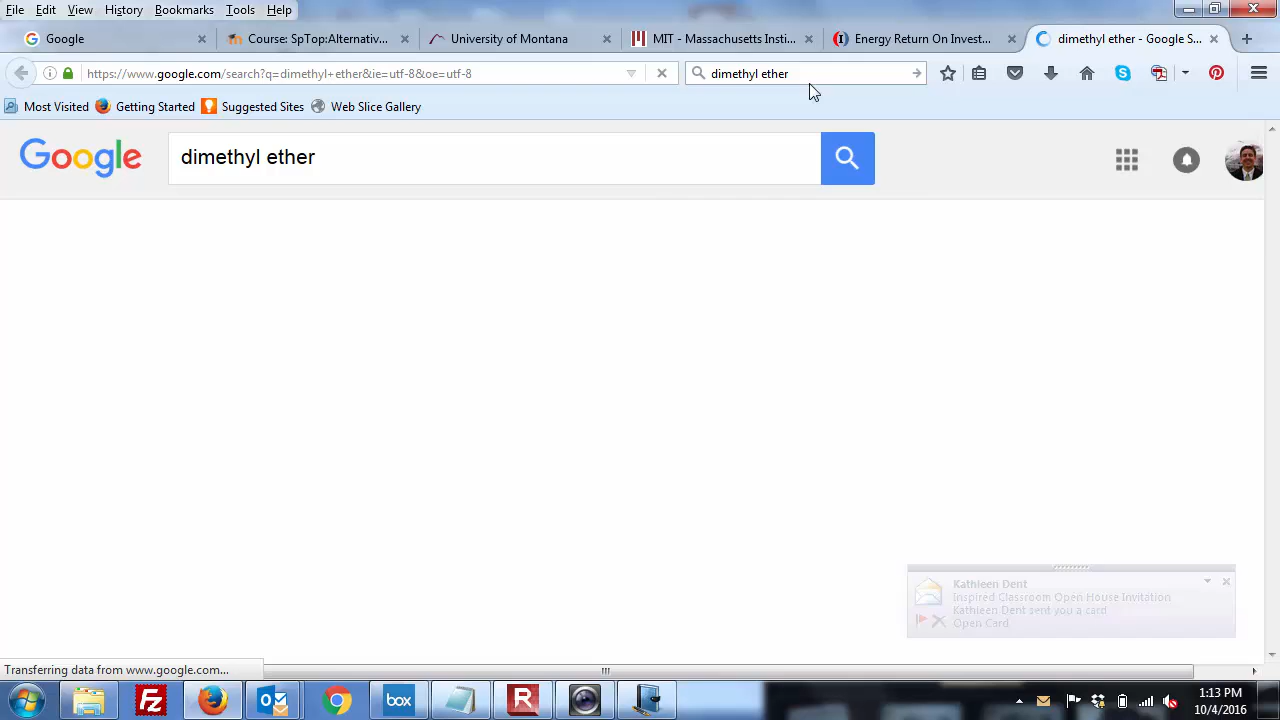 File Edit View History Bookmarks Tools Help
Google Course: SpTop:Alternativ... University of Montana MIT - Massachusetts Insti... Energy Return On Invest... dimethyl ether - Google S...
https://www.google.com/search?q=dimethyl+ether&ie=utf-8&oe=utf-8 dimethyl ether
Most Visited Getting Started Suggested Sites Web Slice Gallery
Google dimethyl ether
Kathleen Dent
Inspired Classroom Open House Invitation
Kathleen Dent sent you a card
Open Card
Transferring data from www.google.com...
box
1:13 PM
10/4/2016